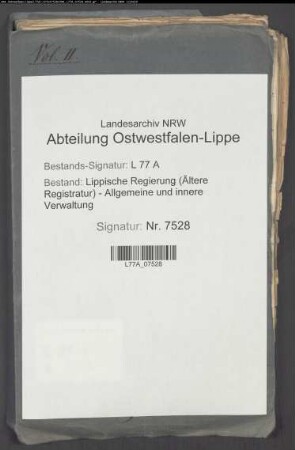 Vol. II.
Landesarchiv NRW
Abteilung Ostwestfalen-Lippe
Bestands-Signatur: L 77 A
Bestand: Lippische Regierung (Ältere
Registratur) - Allgemeine und innere
Verwaltung
Signatur: Nr. 7528
L77A_07528